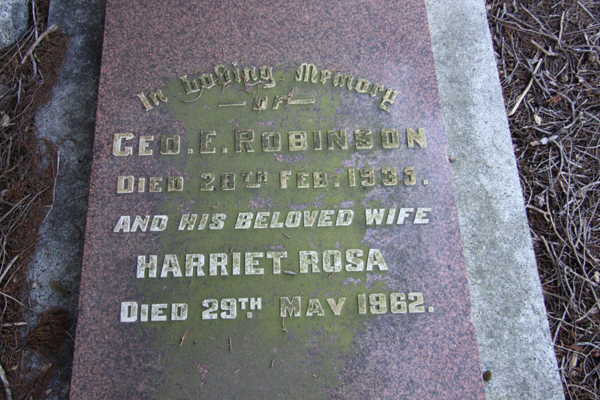 In Loving Memory
— OF —
GEO. E. ROBINSON
DIED 28TH FEB. 1935.
AND HIS BELOVED WIFE
HARRIET ROSA
DIED 29TH MAY 1962.